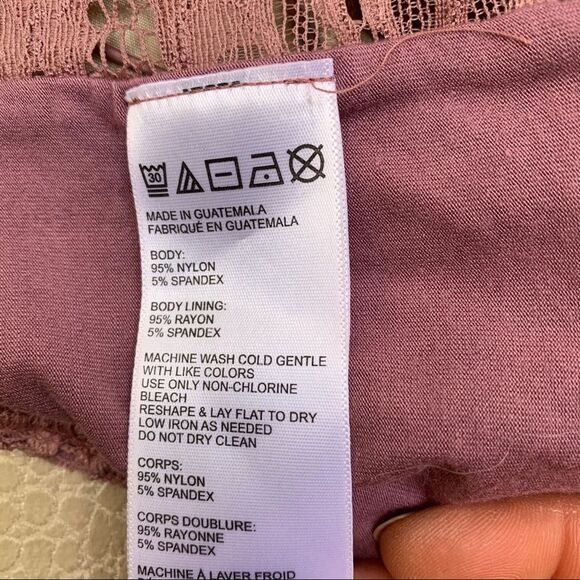 30
MADE IN GUATEMALA
FABRIQUÉ EN GUATEMALA
BODY:
95% NYLON
5% SPANDEX
BODY LINING:
95% RAYON
5% SPANDEX
MACHINE WASH COLD GENTLE
WITH LIKE COLORS
USE ONLY NON-CHLORINE
BLEACH
RESHAPE & LAY FLAT TO DRY
LOW IRON AS NEEDED
DO NOT DRY CLEAN
CORPS:
95% NYLON
5% SPANDEX
CORPS DOUBLURE:
95% RAYONNE
5% SPANDEX
MACHINE À LAVER FROID